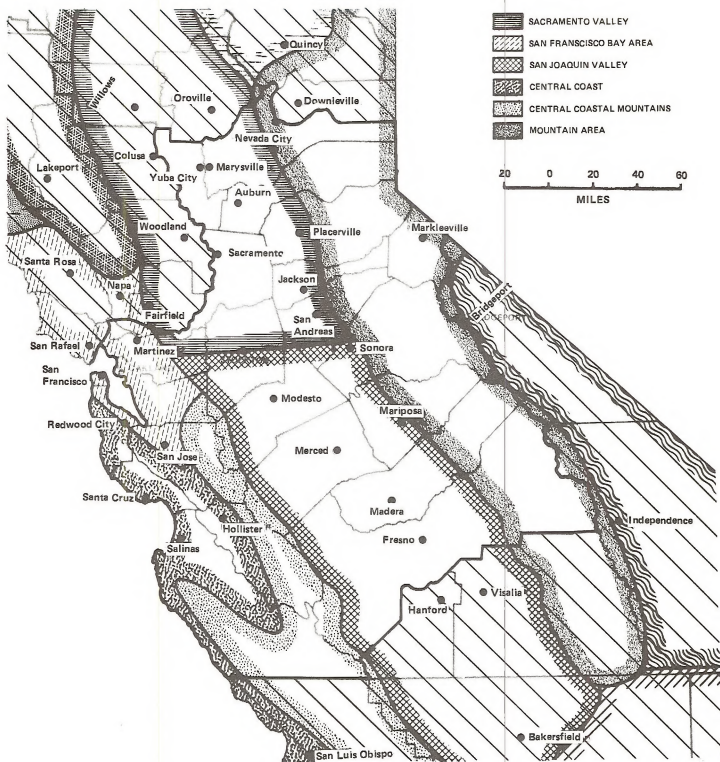 SACRAMENTO VALLEY
SAN FRANSCISCO BAY AREA
SAN JOAQUIN VALLEY
CENTRAL COAST
CENTRAL COASTAL MOUNTAINS
MOUNTAIN AREA
20 0 20 40 60
MILES
Quincy
Willows
Oroville
Downieville
Nevada City
Colusa
Lakeport
Yuba City
Marysville
Auburn
Woodland
Placerville
Markleeville
Sacramento
Santa Rosa
Napa
Jackson
Bridgeport
Fairfield
San
Andreas
San Rafael
Martinez
Sonora
San
Francisco
Modesto
Mariposa
Redwood City
San Jose
Merced
Santa Cruz
Madera
Hollister
Independence
Salinas
Fresno
Hanford
Visalia
Bakersfield
San Luis Obispo